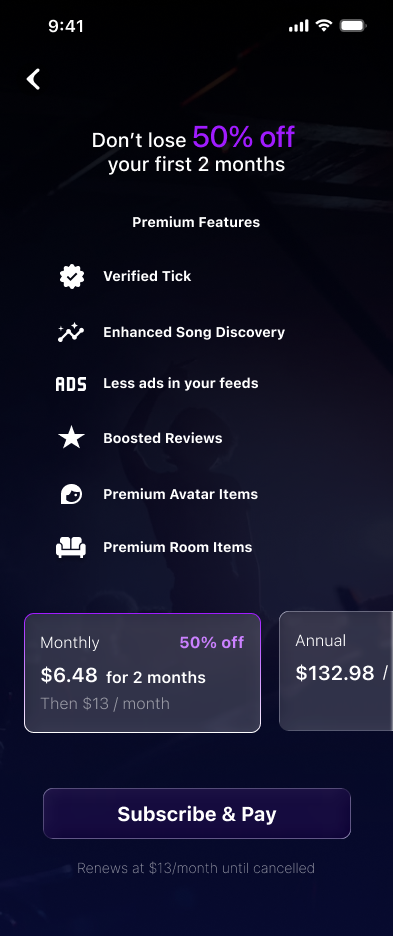 9:41
Don't lose 50% off
your first 2 months
Premium Features
Verified Tick
Enhanced Song Discovery
ADS Less ads in your feeds
Boosted Reviews
Premium Avatar Items
Premium Room Items
Monthly 50% off
$6.48 for 2 months
Then $13 / month
Annual
$132.98 /
Subscribe & Pay
Renews at $13/month until cancelled